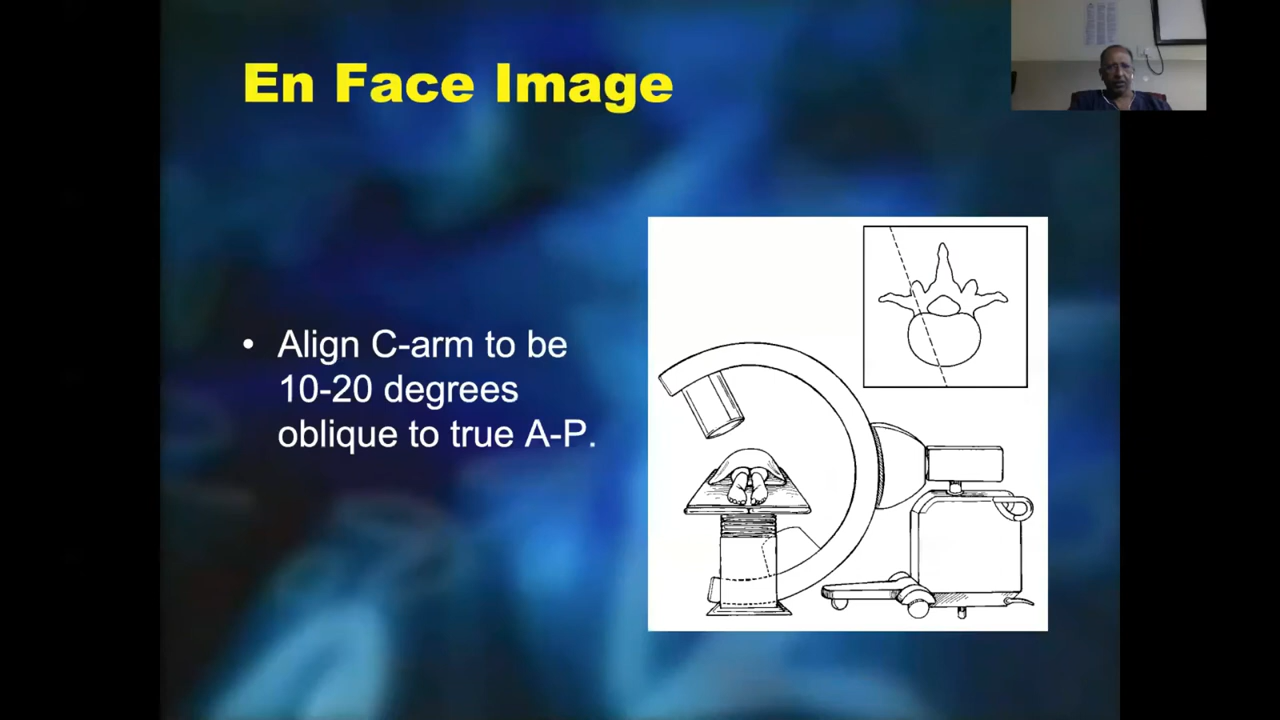 En Face Image
• Align C-arm to be
10-20 degrees
oblique to true A-P.